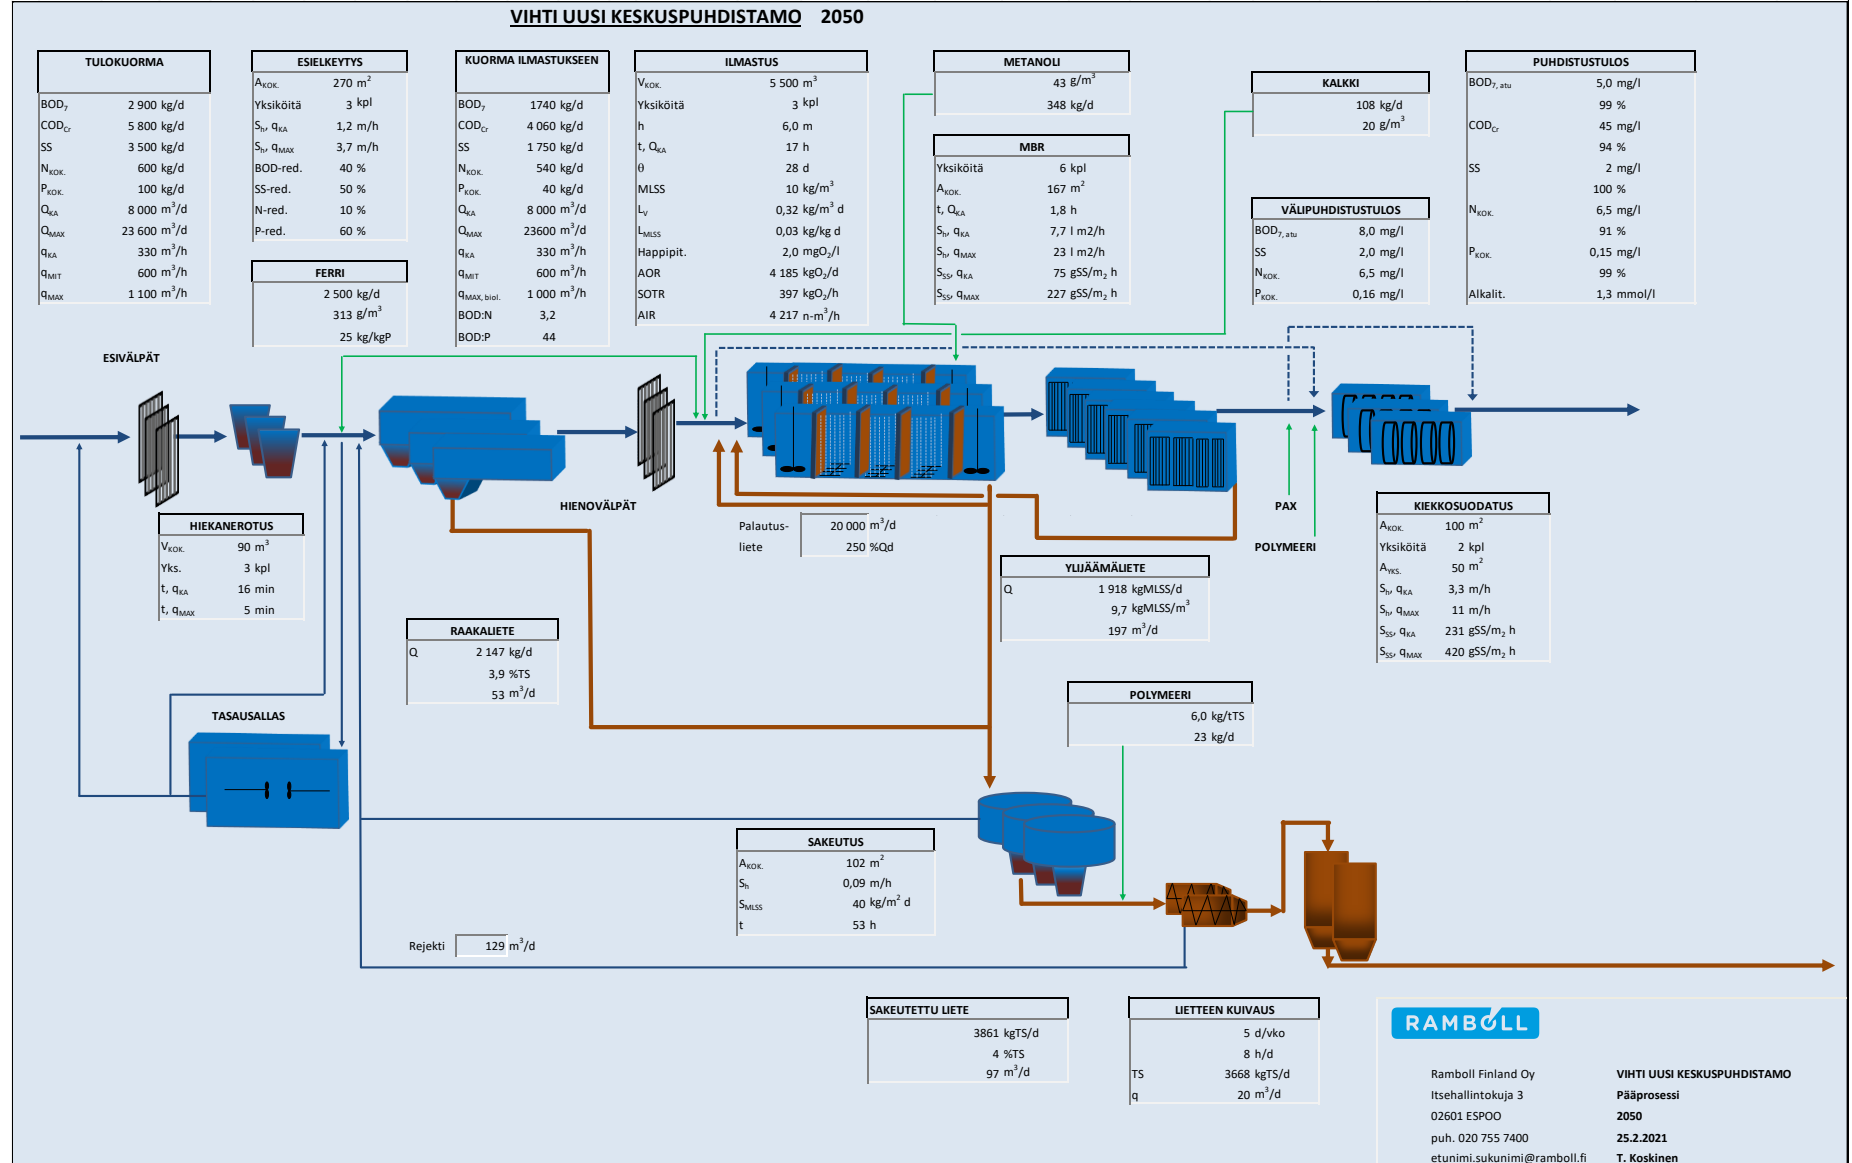 VIHTI UUSI KESKUSPUHDISTAMO 2050
TULOKUORMA
BOD7 2 900 kg/d
CODCr 5 800 kg/d
SS 3 500 kg/d
NKOK. 600 kg/d
PKOK. 100 kg/d
QKA 8 000 m3/d
QMAX 23 600 m3/d
qKA 330 m3/h
qMIT 600 m3/h
qMAX 1 100 m3/h
ESIELKEYTYS
AKOK. 270 m2
Yksiköitä 3 kpl
Sh, qKA 1,2 m/h
Sh, qMAX 3,7 m/h
BOD-red. 40 %
SS-red. 50 %
N-red. 10 %
P-red. 60 %
FERRI
2 500 kg/d
313 g/m3
25 kg/kgP
KUORMA ILMASTUKSEEN
BOD7 1740 kg/d
CODCr 4 060 kg/d
SS 1 750 kg/d
NKOK. 540 kg/d
PKOK. 40 kg/d
QKA 8 000 m3/d
QMAX 23600 m3/d
qKA 330 m3/h
qMIT 600 m3/h
qMAX, biol. 1 000 m3/h
BOD:N 3,2
BOD:P 44
ILMASTUS
VKOK. 5 500 m3
Yksiköitä 3 kpl
h 6,0 m
t, QKA 17 h
θ 28 d
MLSS 10 kg/m3
LV 0,32 kg/m3 d
LMLSS 0,03 kg/kg d
Happipit. 2,0 mgO2/l
AOR 4 185 kgO2/d
SOTR 397 kgO2/h
AIR 4 217 n-m3/h
METANOLI
43 g/m3
348 kg/d
MBR
Yksiköitä 6 kpl
AKOK. 167 m2
t, QKA 1,8 h
Sh, qKA 7,7 l m2/h
Sh, qMAX 23 l m2/h
SSS, qKA 75 gSS/m2 h
SSS, qMAX 227 gSS/m2 h
KALKKI
108 kg/d
20 g/m3
VÄLIPUHDISTUSTULOS
BOD7, atu 8,0 mg/l
SS 2,0 mg/l
NKOK. 6,5 mg/l
PKOK. 0,16 mg/l
PUHDISTUSTULOS
BOD7, atu 5,0 mg/l
99 %
CODCr 45 mg/l
94 %
SS 2 mg/l
100 %
NKOK. 6,5 mg/l
91 %
PKOK. 0,15 mg/l
99 %
Alkalit. 1,3 mmol/l
ESIVÄLPÄT
HIENOVÄLPÄT
PAX
POLYMEERI
HIEKANEROTUS
VKOK. 90 m3
Yks. 3 kpl
t, qKA 16 min
t, qMAX 5 min
Palautus- 20 000 m3/d
liete 250 %Qd
YLIJÄÄMÄLIETE
Q 1 918 kgMLSS/d
9,7 kgMLSS/m3
197 m3/d
KIEKKOSUODATUS
AKOK. 100 m2
Yksiköitä 2 kpl
AYKS. 50 m2
Sh, qKA 3,3 m/h
Sh, qMAX 11 m/h
SSS, qKA 231 gSS/m2 h
SSS, qMAX 420 gSS/m2 h
RAAKALIETE
Q 2 147 kg/d
3,9 %TS
53 m3/d
TASAUSALLAS
POLYMEERI
6,0 kg/tTS
23 kg/d
SAKEUTUS
AKOK. 102 m2
Sh 0,09 m/h
SMLSS 40 kg/m2 d
t 53 h
Rejekti 129 m3/d
SAKEUTETTU LIETE
3861 kgTS/d
4 %TS
97 m3/d
LIETTEEN KUIVAUS
5 d/vko
8 h/d
TS 3668 kgTS/d
q 20 m3/d
RAMBOLL
Ramboll Finland Oy VIHTI UUSI KESKUSPUHDISTAMO
Itsehallintokuja 3 Pääprosessi
02601 ESPOO 2050
puh. 020 755 7400 25.2.2021
etunimi.sukunimi@ramboll.fi T. Koskinen